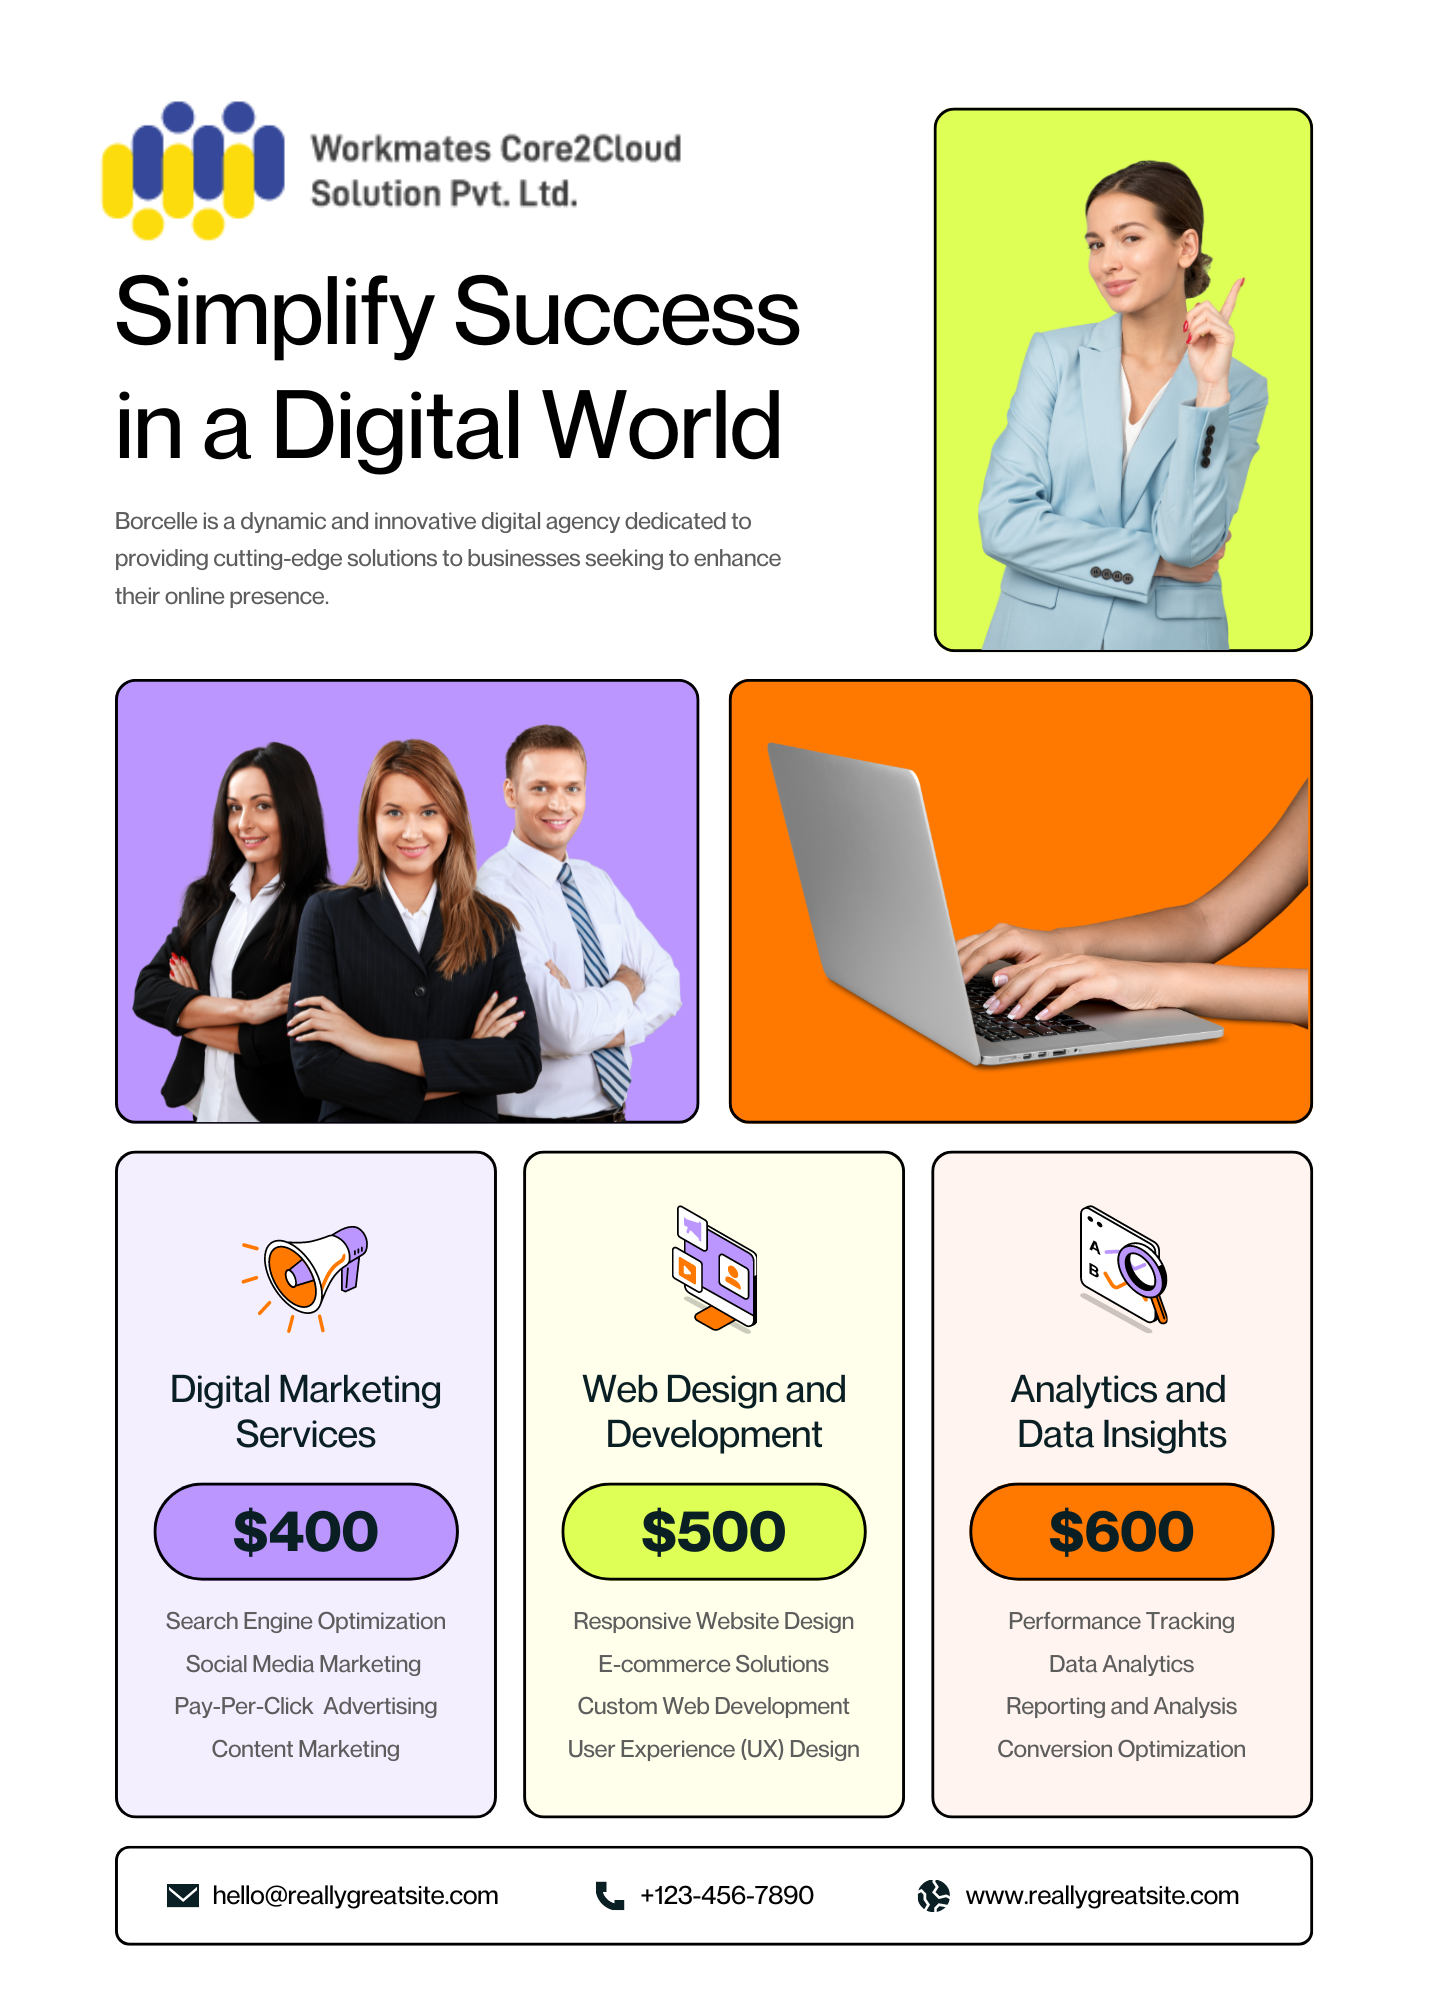 Workmates Core2Cloud
Solution Pvt. Ltd.
Simplify Success
in a Digital World
Borcelle is a dynamic and innovative digital agency dedicated to
providing cutting-edge solutions to businesses seeking to enhance
their online presence.
Digital Marketing
Services
$400
Search Engine Optimization
Social Media Marketing
Pay-Per-Click  Advertising
Content Marketing
Web Design and
Development
$500
Responsive Website Design
E-commerce Solutions
Custom Web Development
User Experience (UX) Design
A
B
Analytics and
Data Insights
$600
Performance Tracking
Data Analytics
Reporting and Analysis
Conversion Optimization
hello@reallygreatsite.com
+123-456-7890
www.reallygreatsite.com